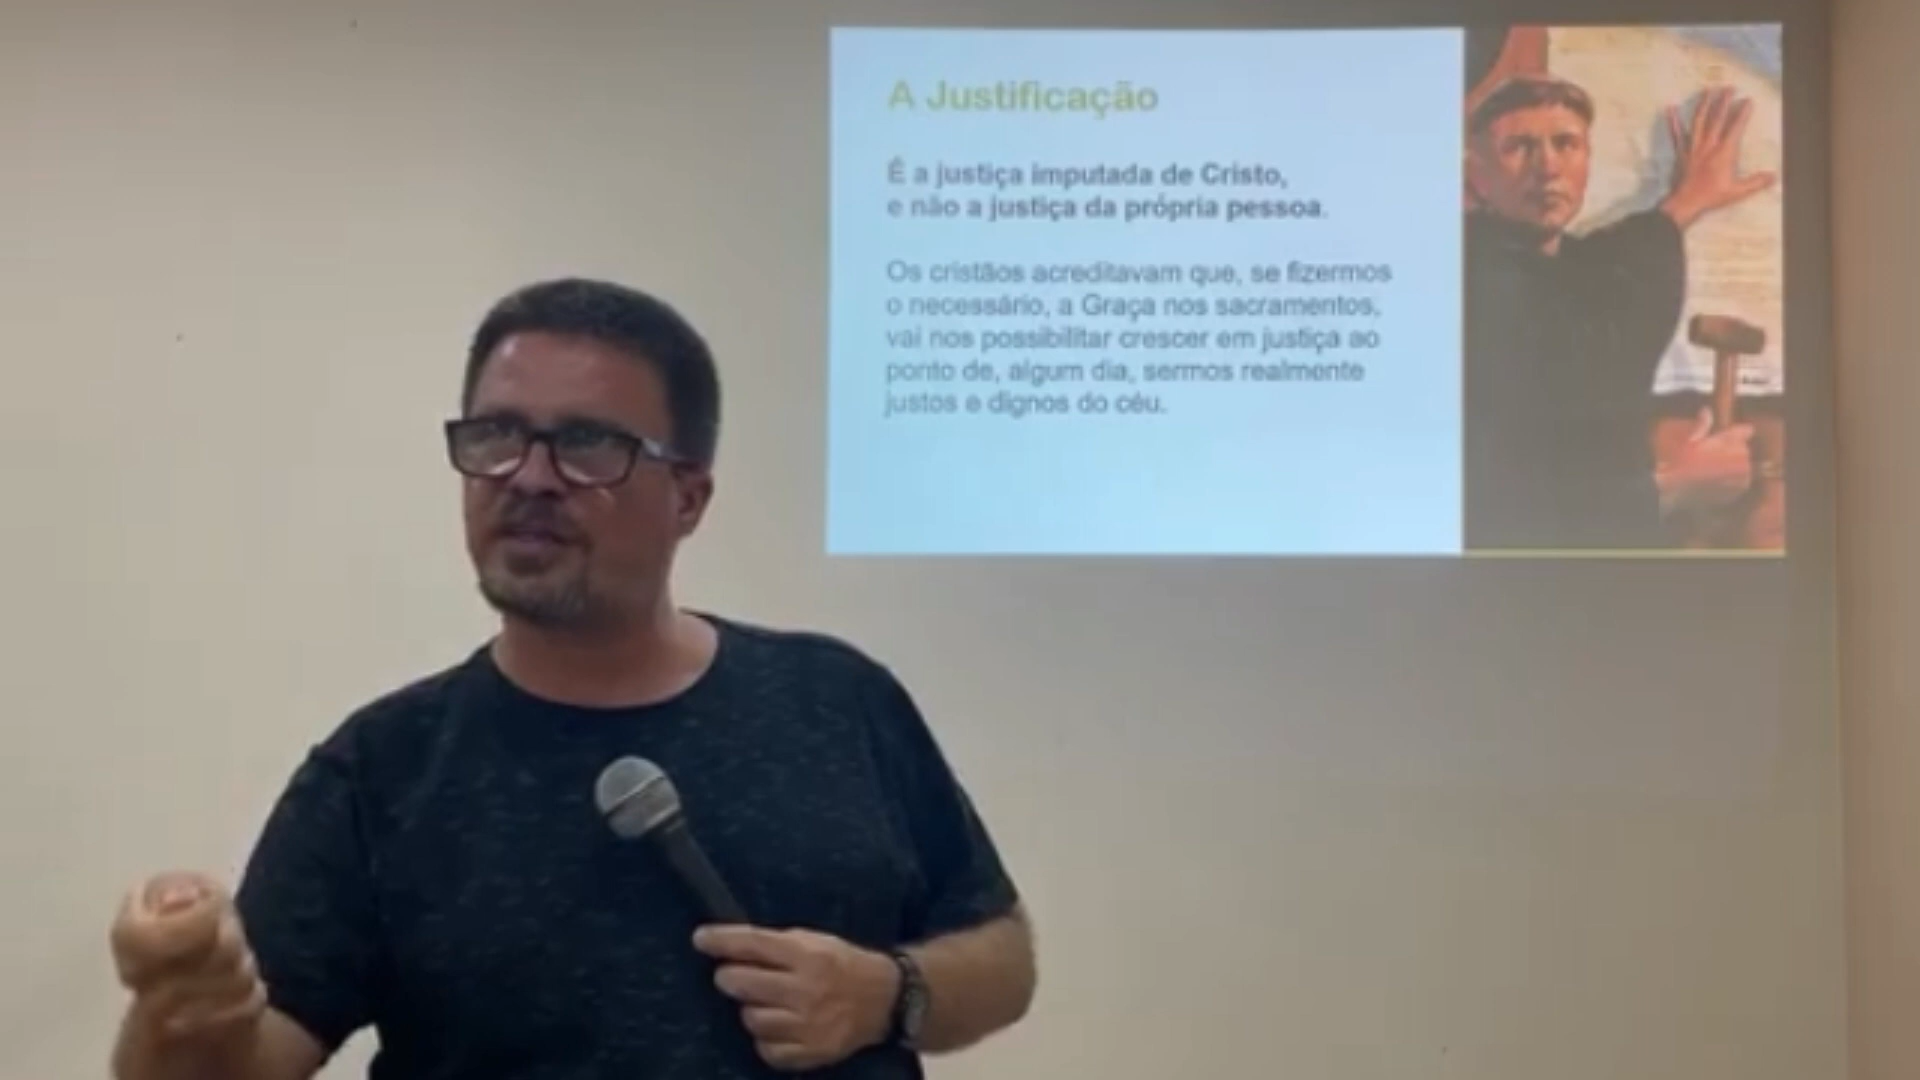 A Justificação
É a justiça imputada de Cristo,
e não a justiça da própria pessoa.
Os cristãos acreditavam que, se fizermos
o necessário, a Graça nos sacramentos,
vai nos possibilitar crescer em justiça ao
ponto de, algum dia, sermos realmente
justos e dignos do céu.